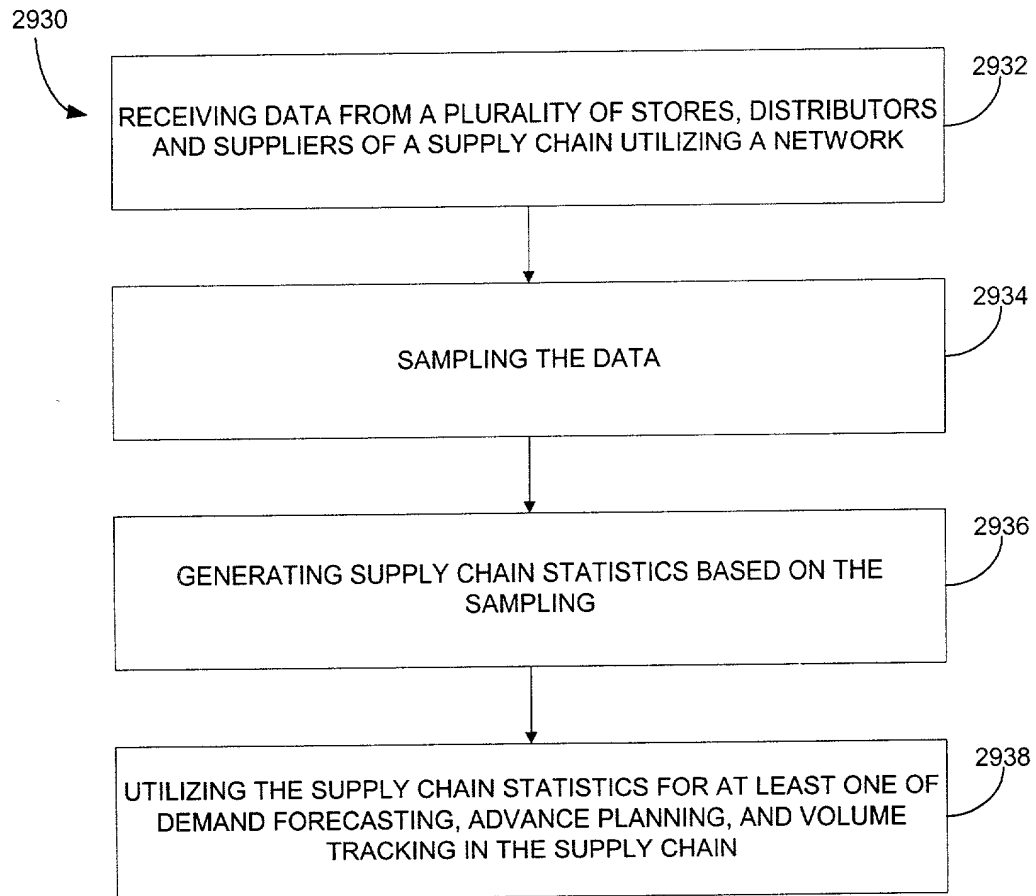 2930
2932
RECEIVING DATA FROM A PLURALITY OF STORES, DISTRIBUTORS
AND SUPPLIERS OF A SUPPLY CHAIN UTILIZING A NETWORK
2934
SAMPLING THE DATA
2936
GENERATING SUPPLY CHAIN STATISTICS BASED ON THE
SAMPLING
2938
UTILIZING THE SUPPLY CHAIN STATISTICS FOR AT LEAST ONE OF
DEMAND FORECASTING, ADVANCE PLANNING, AND VOLUME
TRACKING IN THE SUPPLY CHAIN